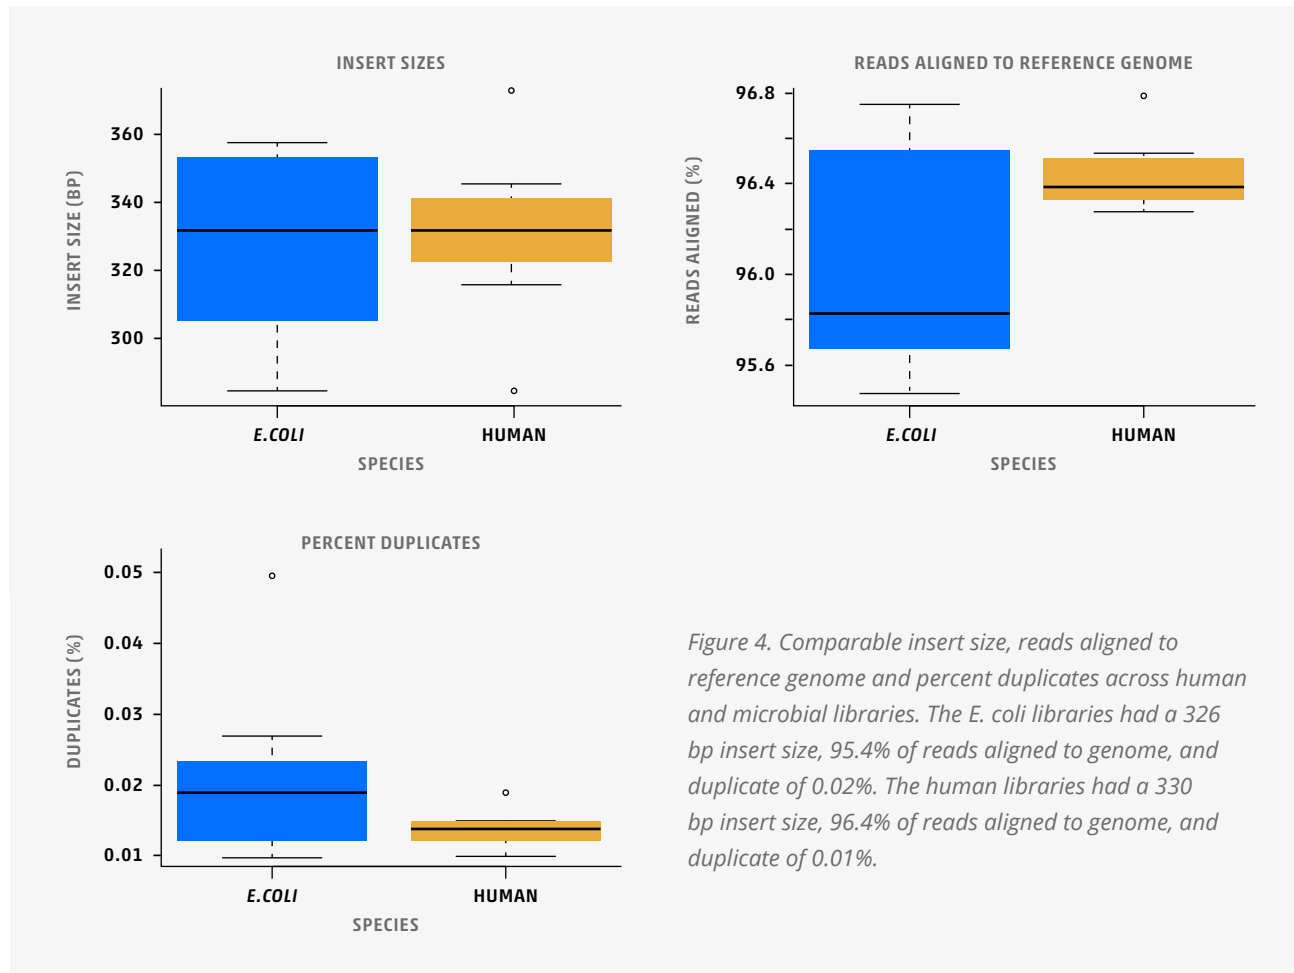 INSERT SIZES
INSERT SIZE (BP)
360
340
320
300
E.COLI
HUMAN
SPECIES
READS ALIGNED TO REFERENCE GENOME
READS ALIGNED (%)
96.8
96.4
96.0
95.6
E.COLI
HUMAN
SPECIES
PERCENT DUPLICATES
DUPLICATES (%)
0.05
0.04
0.03
0.02
0.01
E.COLI
HUMAN
SPECIES
Figure 4. Comparable insert size, reads aligned to
reference genome and percent duplicates across human
and microbial libraries. The E. coli libraries had a 326
bp insert size, 95.4% of reads aligned to genome, and
duplicate of 0.02%. The human libraries had a 330
bp insert size, 96.4% of reads aligned to genome, and
duplicate of 0.01%.